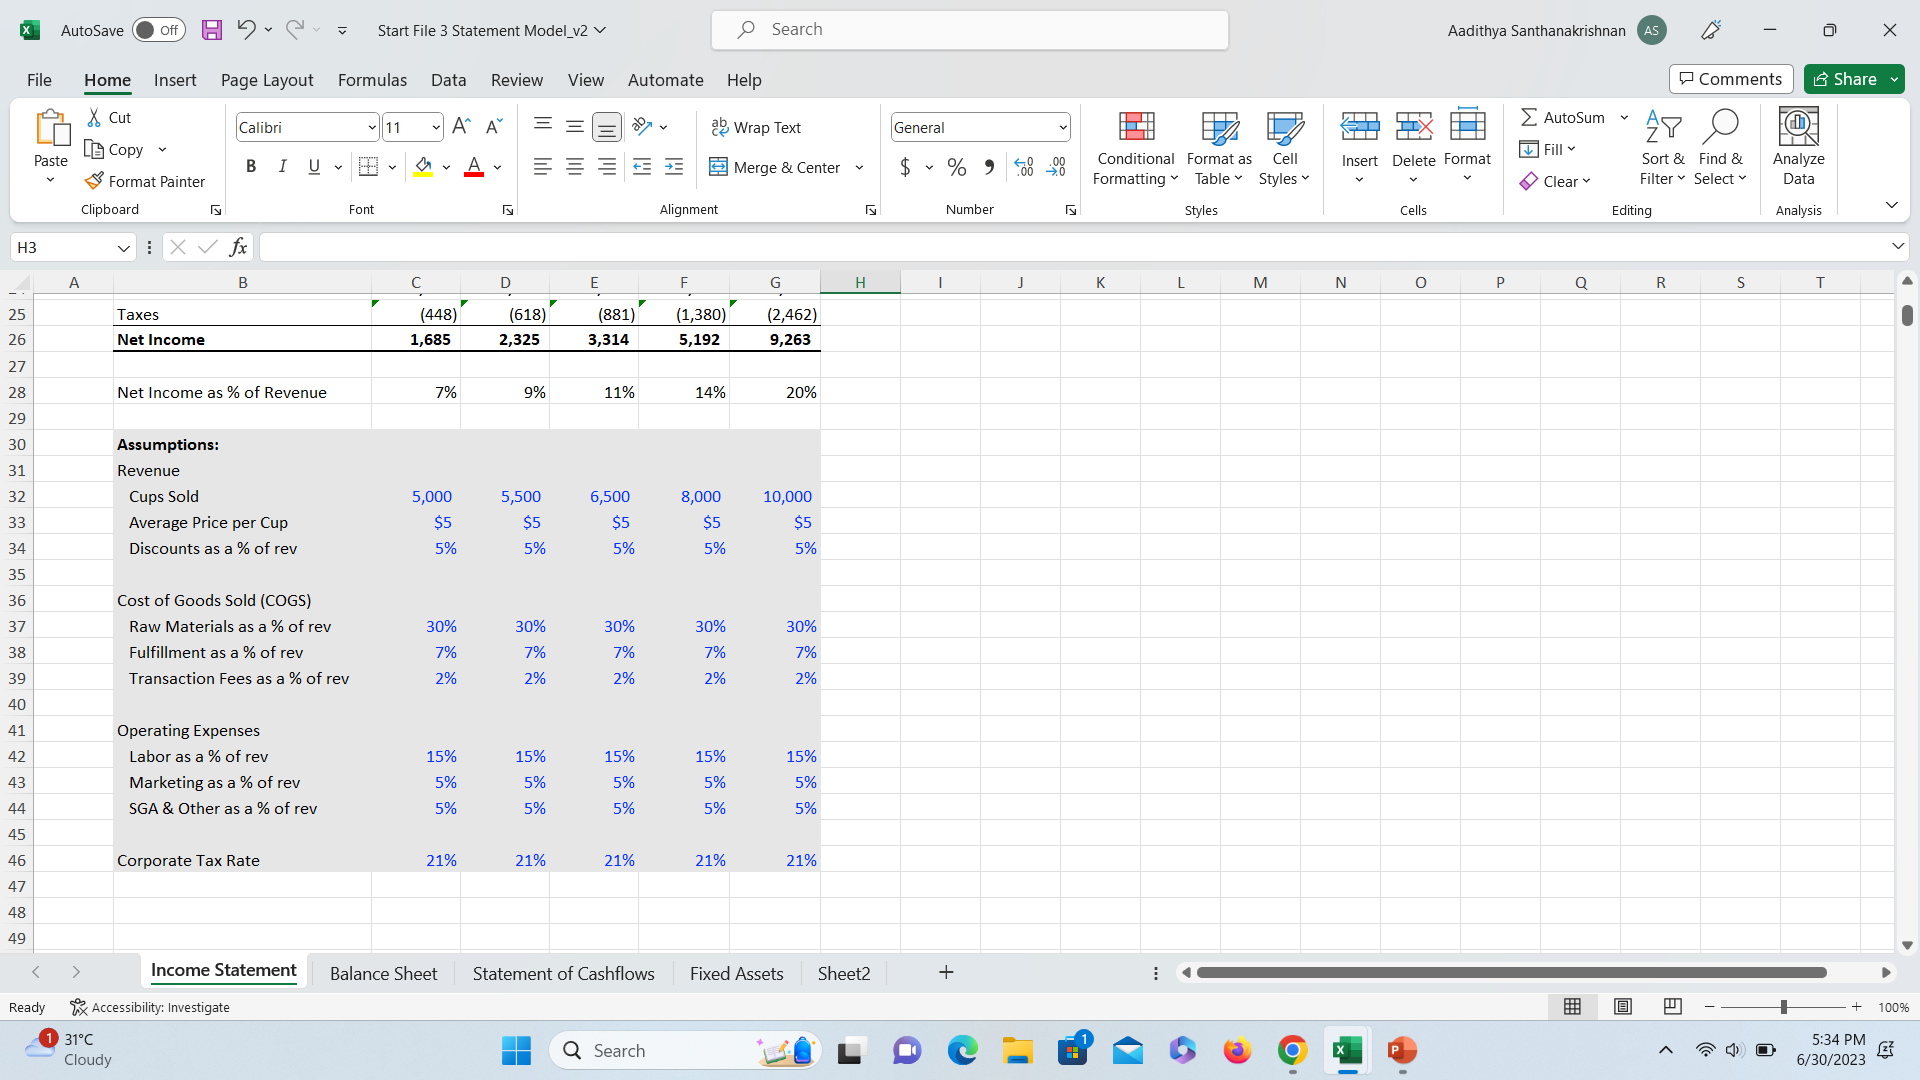 AutoSave Off Start File 3 Statement Model_v2 Search Aadithya Santhanakrishnan AS
File Home Insert Page Layout Formulas Data Review View Automate Help Comments Share
Paste Cut Copy Format Painter Clipboard
Calibri 11 B I U A Font
Wrap Text Merge & Center Alignment
General $ % Number
Conditional Formatting Format as Table Cell Styles Styles
Insert Delete Format Cells
AutoSum Fill Clear Sort & Filter Find & Select Editing
Analyze Data Analysis
H3 fx
A B C D E F G H I J K L M N O P Q R S T
25 Taxes (448) (618) (881) (1,380) (2,462)
26 Net Income 1,685 2,325 3,314 5,192 9,263
27
28 Net Income as % of Revenue 7% 9% 11% 14% 20%
29
30 Assumptions:
31 Revenue
32 Cups Sold 5,000 5,500 6,500 8,000 10,000
33 Average Price per Cup $5 $5 $5 $5 $5
34 Discounts as a % of rev 5% 5% 5% 5% 5%
35
36 Cost of Goods Sold (COGS)
37 Raw Materials as a % of rev 30% 30% 30% 30% 30%
38 Fulfillment as a % of rev 7% 7% 7% 7% 7%
39 Transaction Fees as a % of rev 2% 2% 2% 2% 2%
40
41 Operating Expenses
42 Labor as a % of rev 15% 15% 15% 15% 15%
43 Marketing as a % of rev 5% 5% 5% 5% 5%
44 SGA & Other as a % of rev 5% 5% 5% 5% 5%
45
46 Corporate Tax Rate 21% 21% 21% 21% 21%
47
48
49
Income Statement Balance Sheet Statement of Cashflows Fixed Assets Sheet2
Ready Accessibility: Investigate 100%
1 31°C Search 1 5:34 PM
Cloudy 6/30/2023